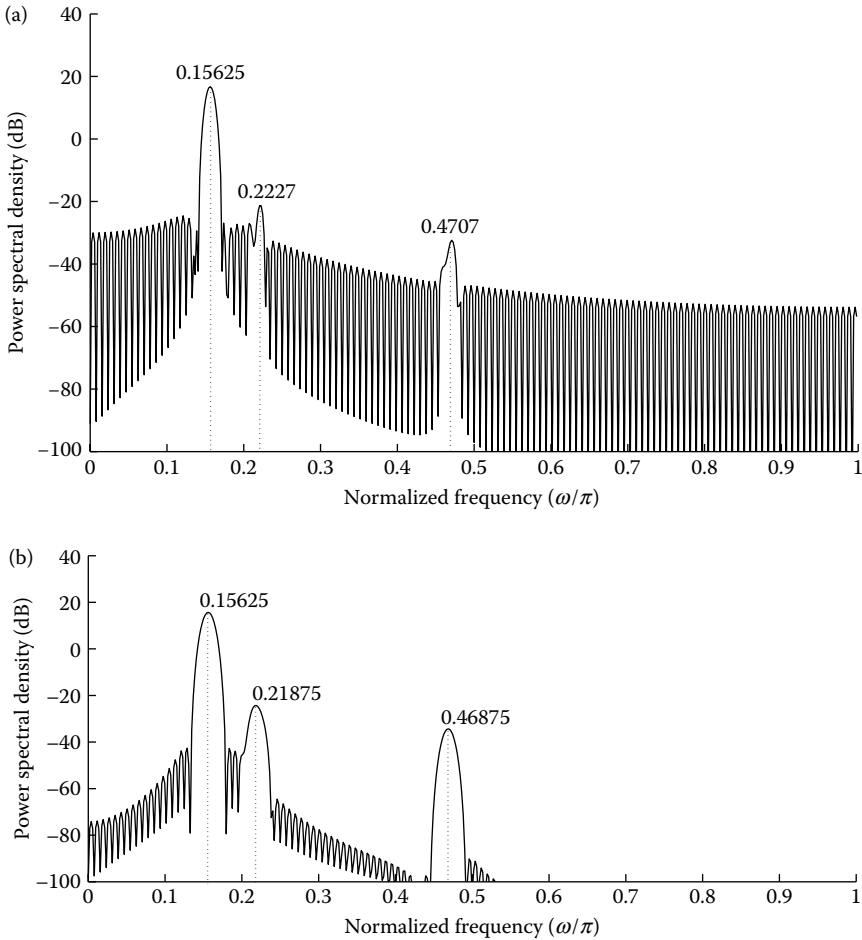 (a)
40
20
0
−20
−40
−60
−80
−100
Power spectral density (dB)
0.15625
0.2227
0.4707
0 0.1 0.2 0.3 0.4 0.5 0.6 0.7 0.8 0.9 1
Normalized frequency (ω/π)
(b)
40
20
0
−20
−40
−60
−80
−100
Power spectral density (dB)
0.15625
0.21875
0.46875
0 0.1 0.2 0.3 0.4 0.5 0.6 0.7 0.8 0.9 1
Normalized frequency (ω/π)